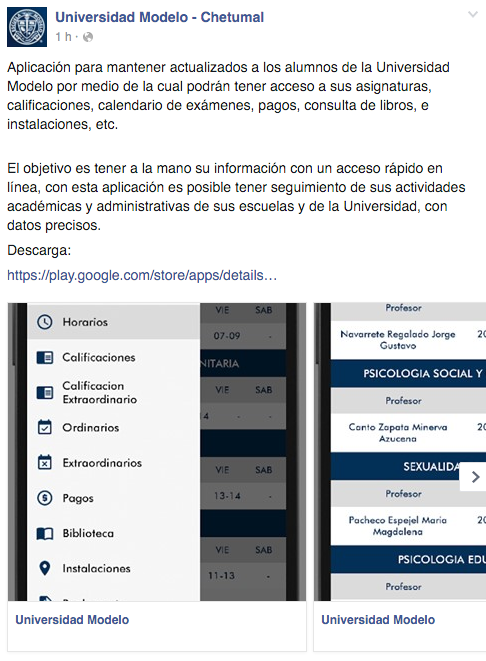 Universidad Modelo - Chetumal
1 h ·
Aplicación para mantener actualizados a los alumnos de la Universidad
Modelo por medio de la cual podrán tener acceso a sus asignaturas,
calificaciones, calendario de exámenes, pagos, consulta de libros, e
instalaciones, etc.
El objetivo es tener a la mano su información con un acceso rápido en
línea, con esta aplicación es posible tener seguimiento de sus actividades
académicas y administrativas de sus escuelas y de la Universidad, con
datos precisos.
Descarga:
https://play.google.com/store/apps/details…
Horarios
Calificaciones
Calificacion
Extraordinario
Ordinarios
Extraordinarios
Pagos
Biblioteca
Instalaciones
VIE SAB
07-09 -
NITARIA
VIE SAB
14 - -
VIE SAB
13-14 -
VIE SAB
11-13 -
Profesor
Navarrete Regalado Jorge
Gustavo
20
PSICOLOGIA SOCIAL Y
Profesor
Canto Zapata Minerva
Azucena
20
SEXUALIDA
Profesor
Pacheco Espejel Maria
Magdalena
20
PSICOLOGIA EDU
Profesor
Universidad Modelo
Universidad Modelo